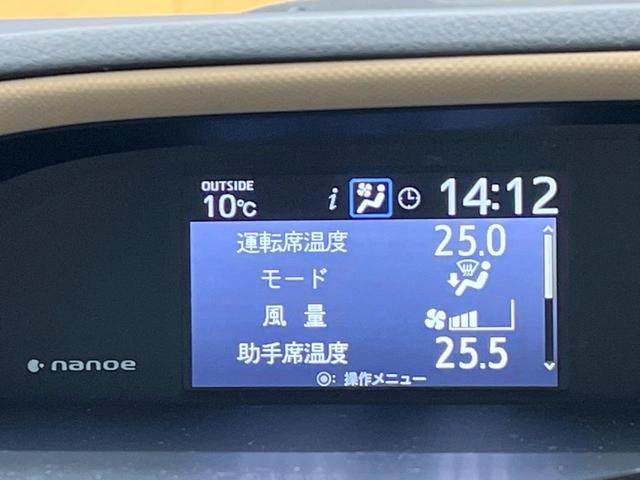 OUTSIDE
10℃ i 14:12
運転席温度 25.0
モード
風量
助手席温度 25.5
nanoe
◉: 操作メニュー